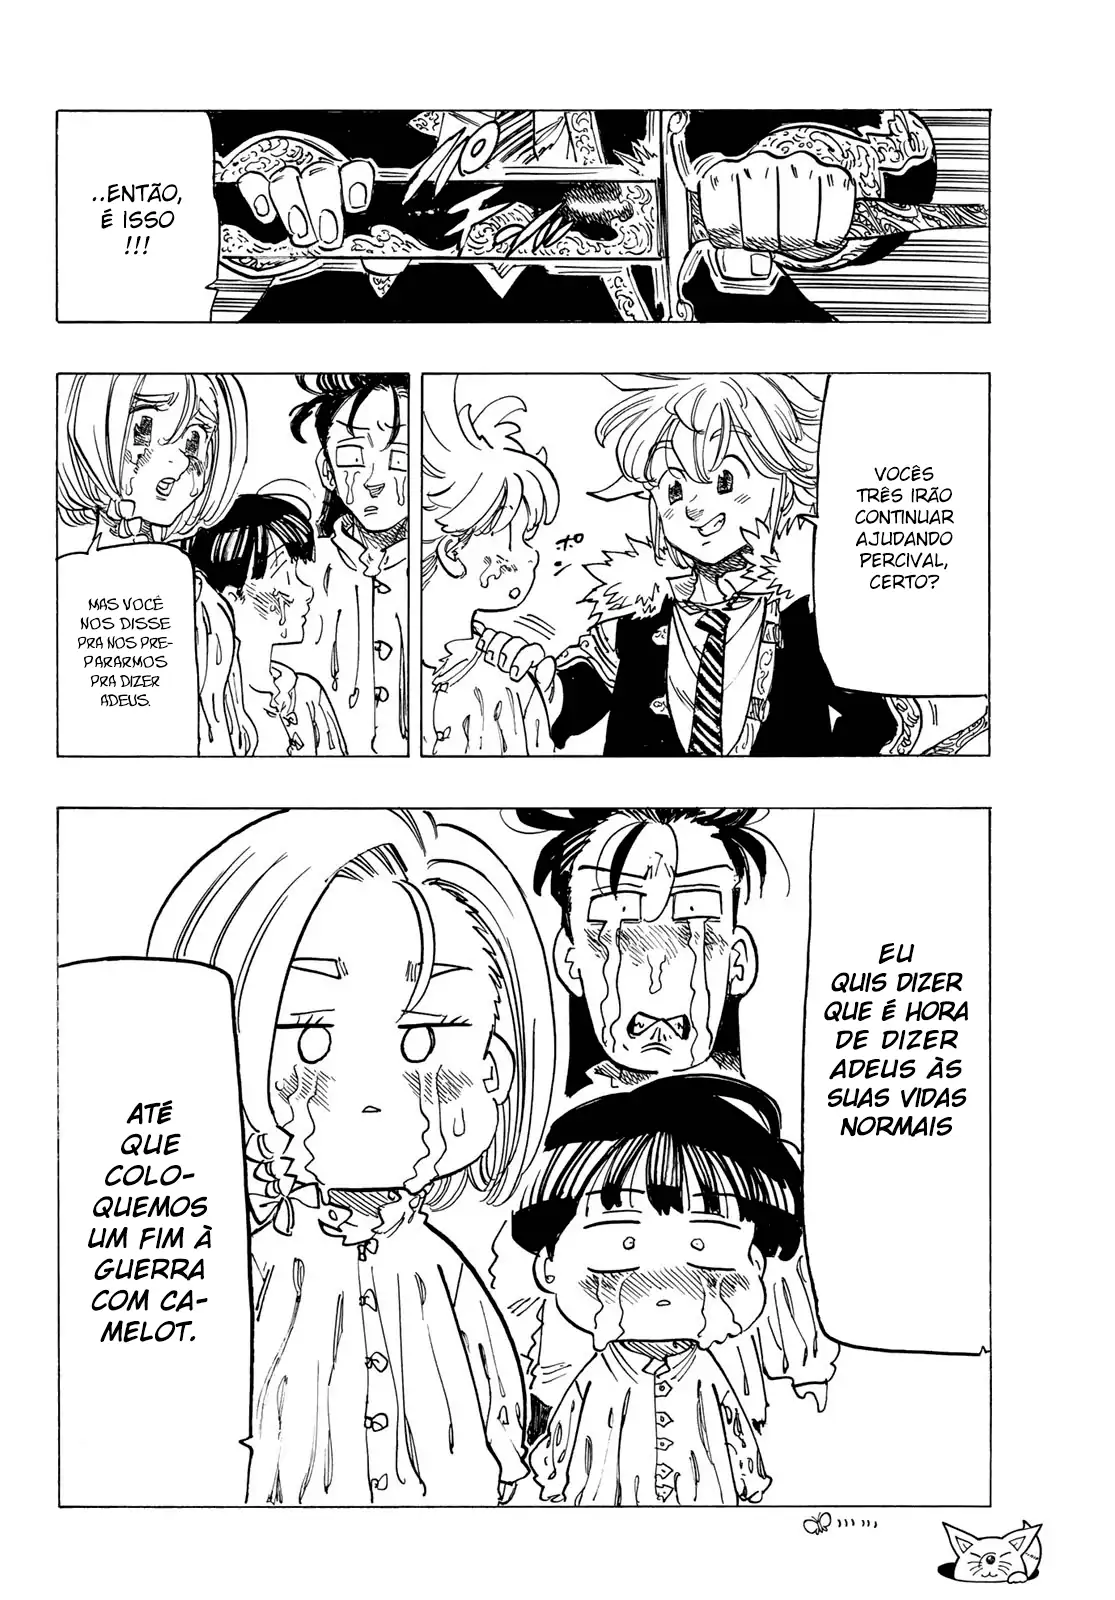 ..ENTÃO,
É ISSO
!!!
VOCÊS
TRÊS IRÃO
CONTINUAR
AJUDANDO
PERCIVAL,
CERTO?
MAS VOCÊ
NOS DISSE
PRA NOS PRE-
PARARMOS
PRA DIZER
ADEUS.
EU
QUIS DIZER
QUE É HORA
DE DIZER
ADEUS ÀS
SUAS VIDAS
NORMAIS
ATÉ
QUE
COLO-
QUEMOS
UM FIM À
GUERRA
COM CA-
MELOT.